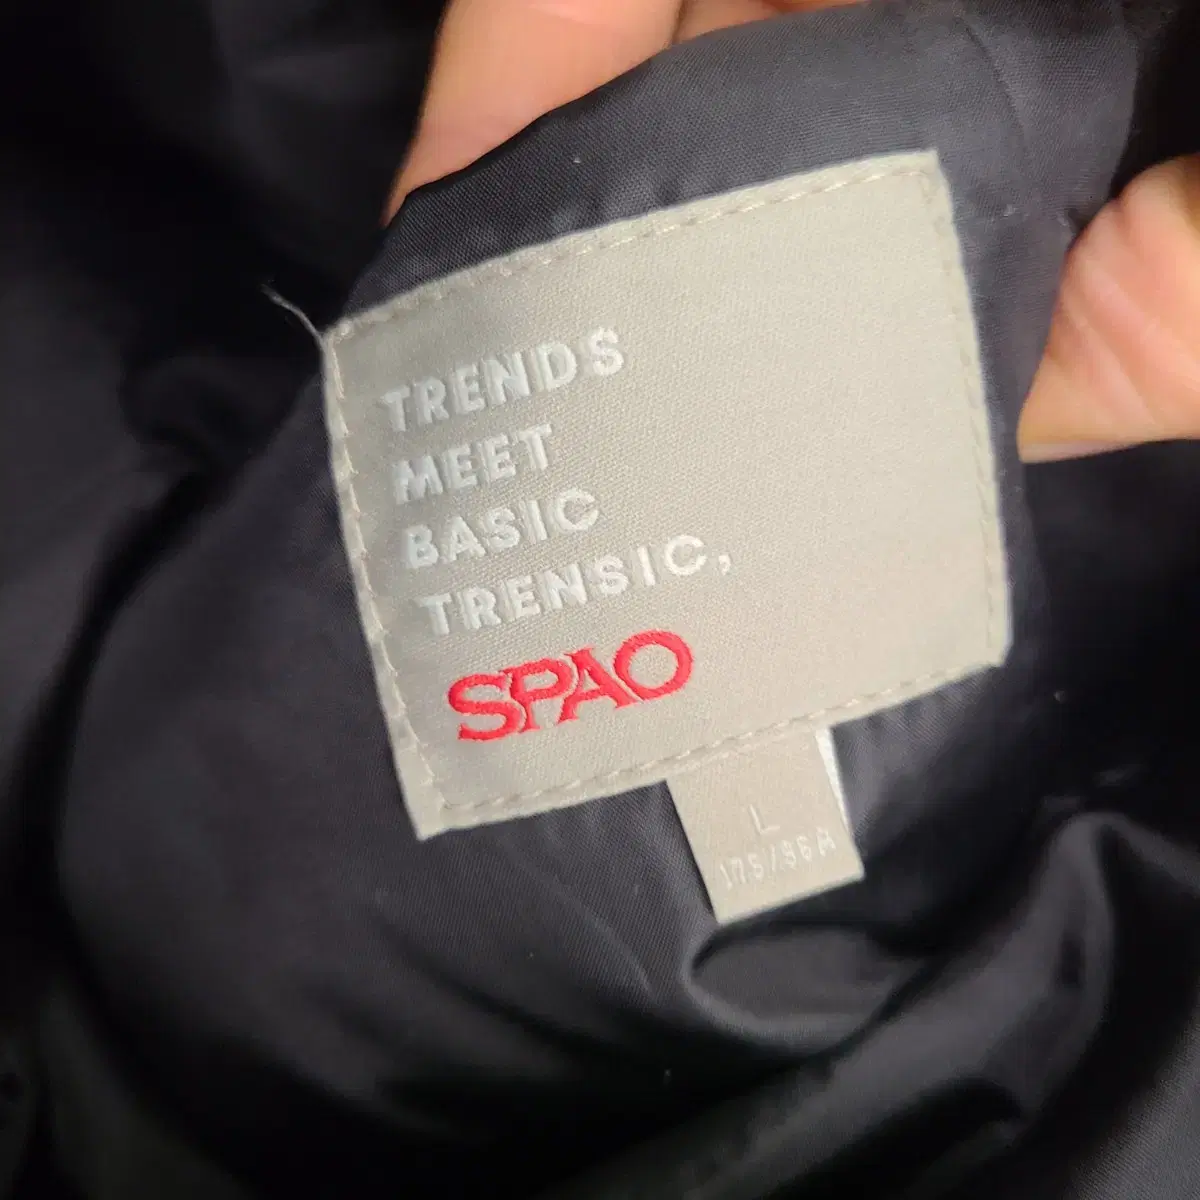 TRENDS
MEET
BASIC
TRENSIC,
SPAO
L
175/96A